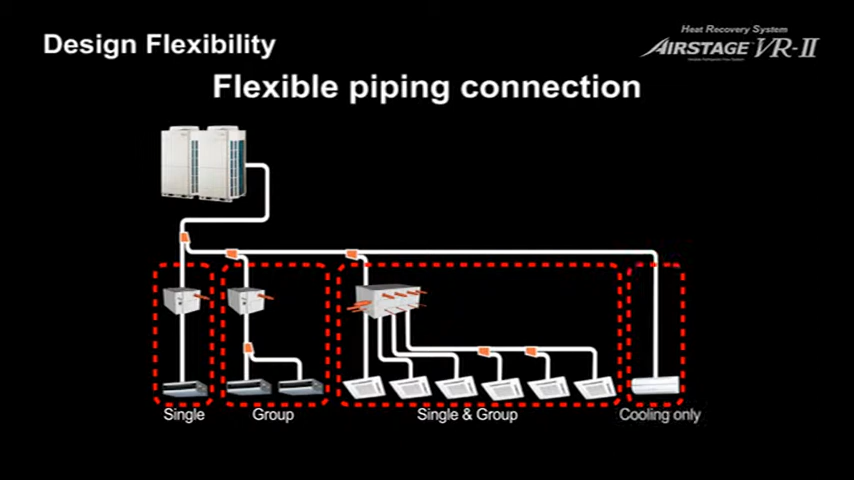 Design Flexibility
Heat Recovery System
AIRSTAGE VR-II
Flexible piping connection
Single
Group
Single & Group
Cooling only